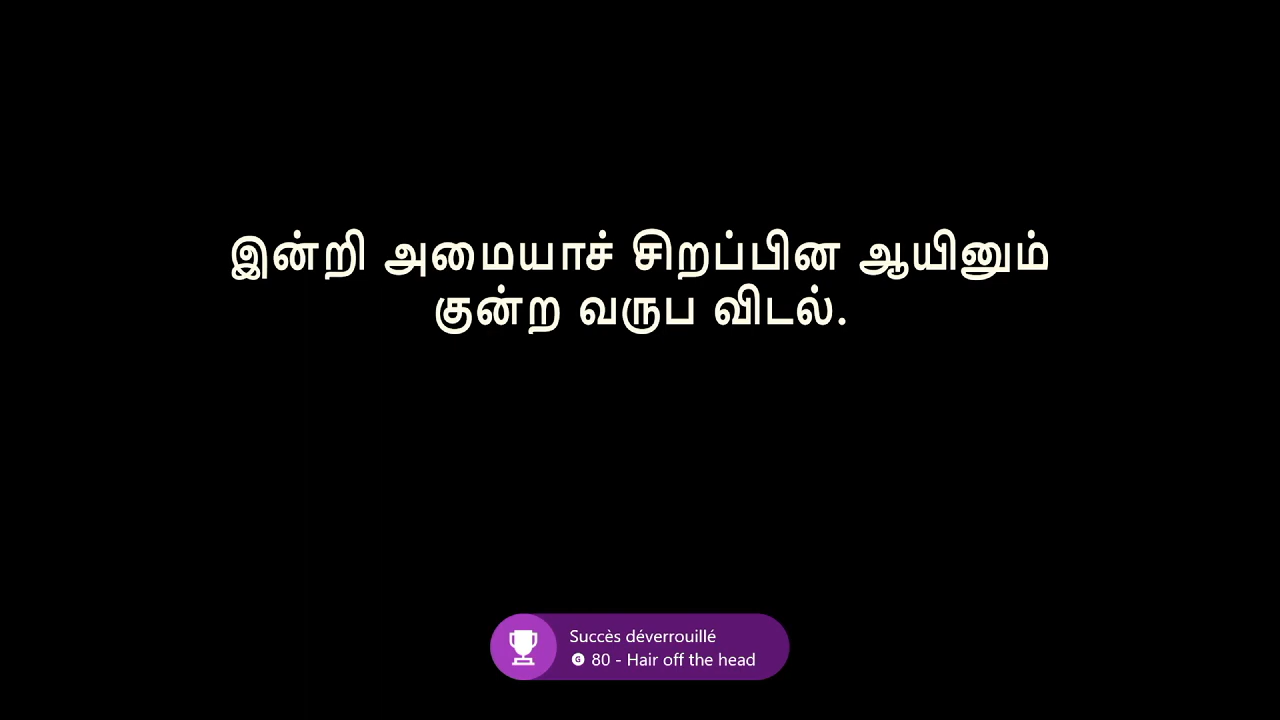 இன்றி அமையாச் சிறப்பின ஆயினும்
குன்ற வருப விடல்.
Succès déverrouillé
G 80 - Hair off the head